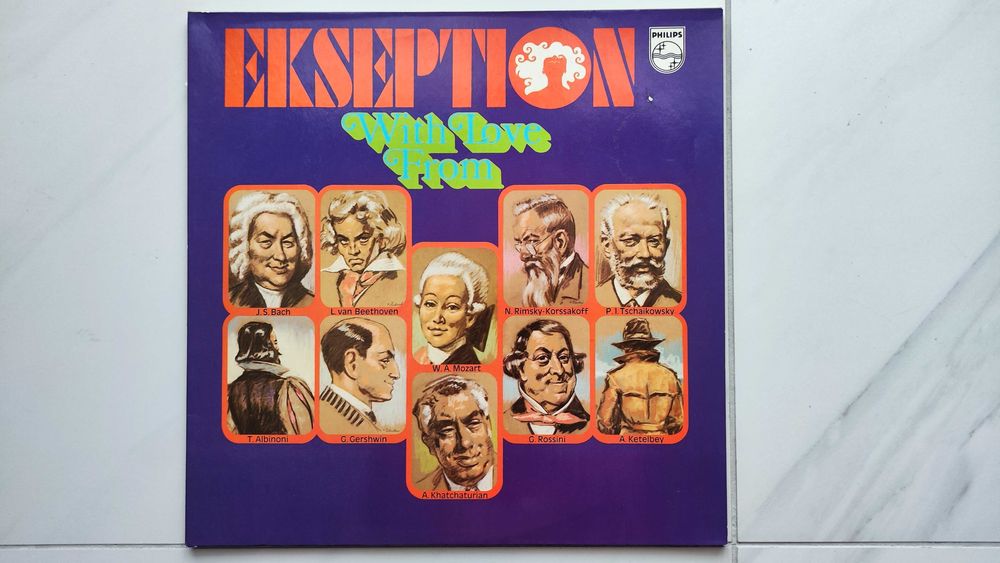 EKSEPTION
PHILIPS
With Love
From
J.S. Bach
L. van Beethoven
N. Rimsky-Korssakoff
P. I. Tschaikowsky
W. A. Mozart
T. Albinoni
G. Gershwin
G. Rossini
A. Ketelbey
A. Khatchaturian